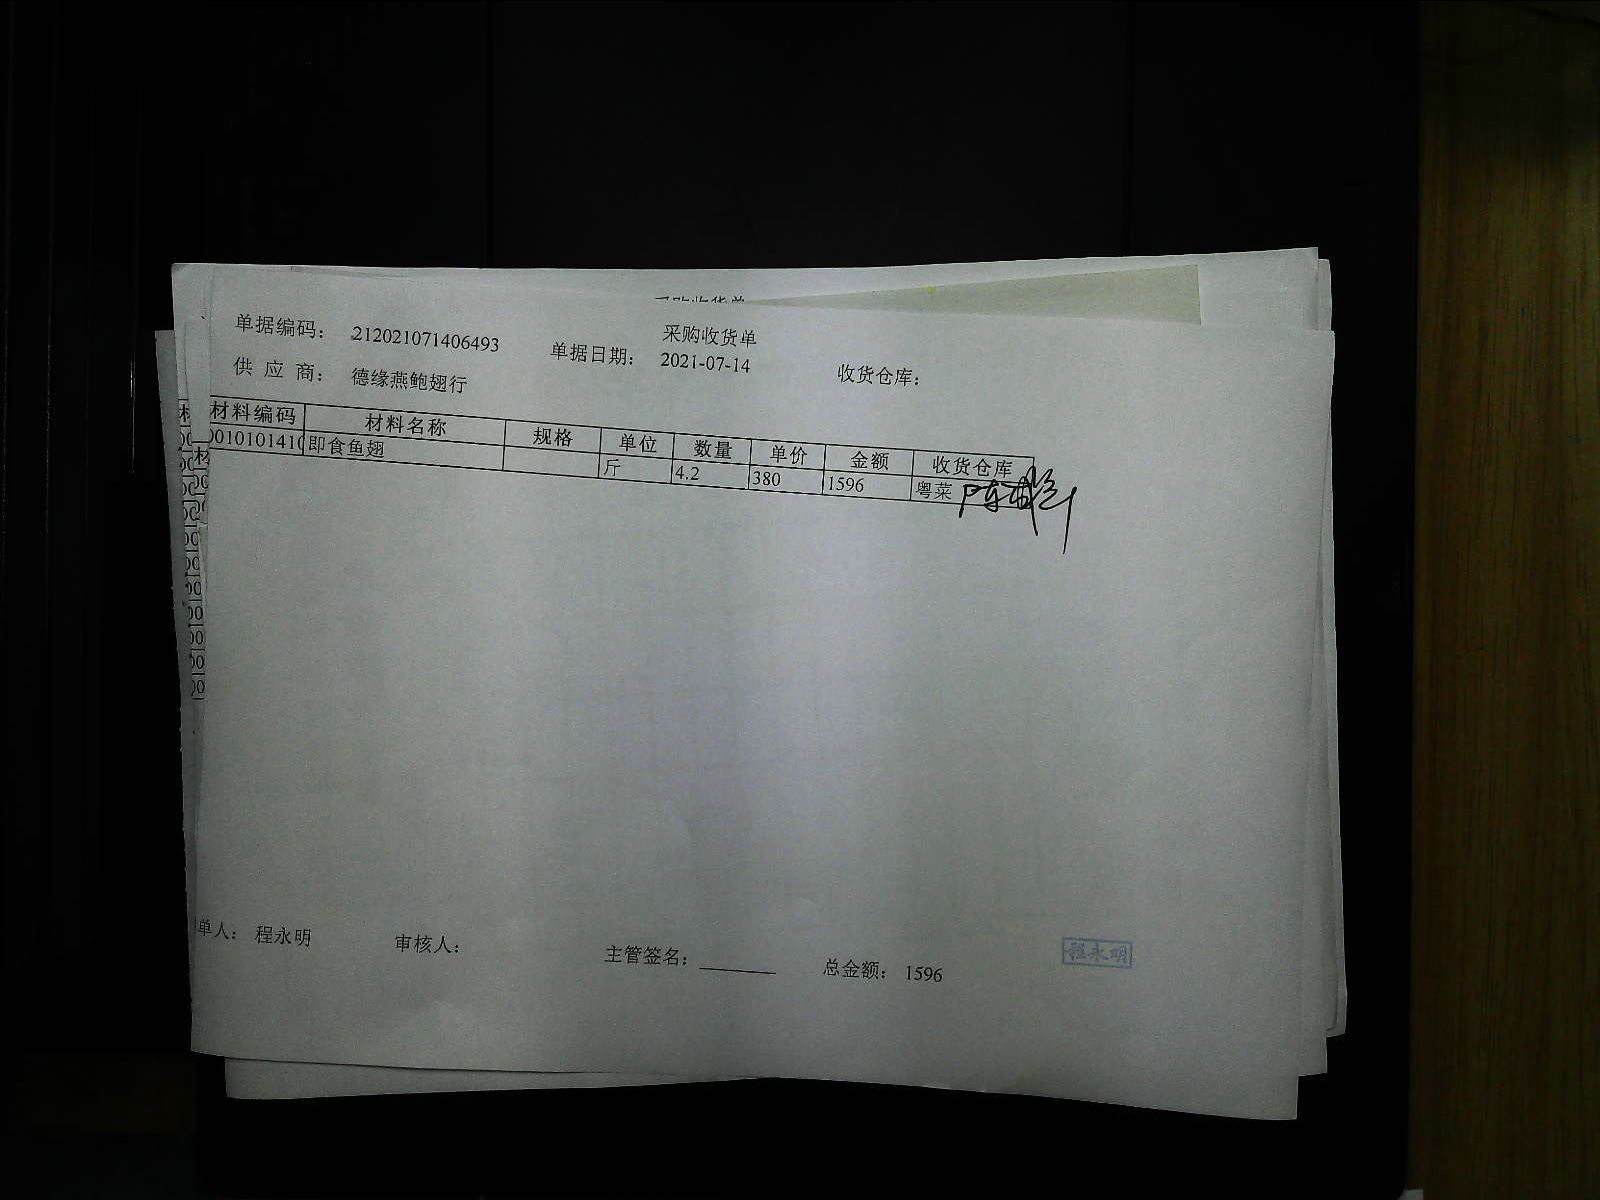 采购收货单
单据编码： 212021071406493 单据日期： 2021-07-14 收货仓库：
供 应 商： 德缘燕鲍翅行
材料编码 材料名称 规格 单位 数量 单价 金额 收货仓库
0010101410 即食鱼翅 斤 4.2 380 1596 粤菜
单人： 程永明 审核人： 主管签名： 总金额： 1596
程永明